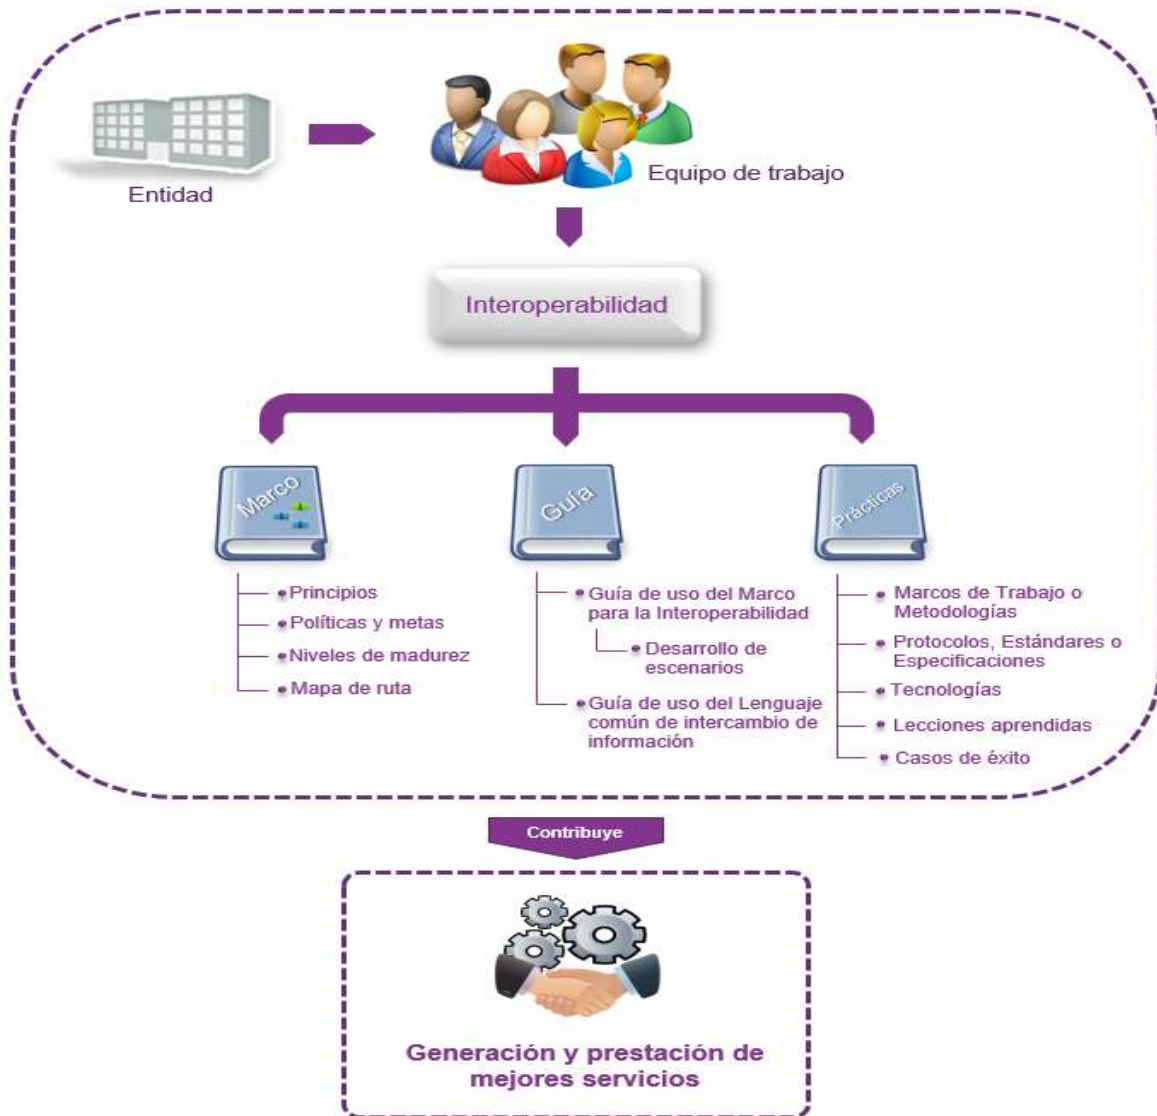 Entidad
Equipo de trabajo
Interoperabilidad
Marco
Principios
Políticas y metas
Niveles de madurez
Mapa de ruta
Guía
Guía de uso del Marco
para la Interoperabilidad
Desarrollo de
escenarios
Guía de uso del Lenguaje
común de intercambio de
información
Prácticas
Marcos de Trabajo o
Metodologías
Protocolos, Estándares o
Especificaciones
Tecnologías
Lecciones aprendidas
Casos de éxito
Contribuye
Generación y prestación de
mejores servicios